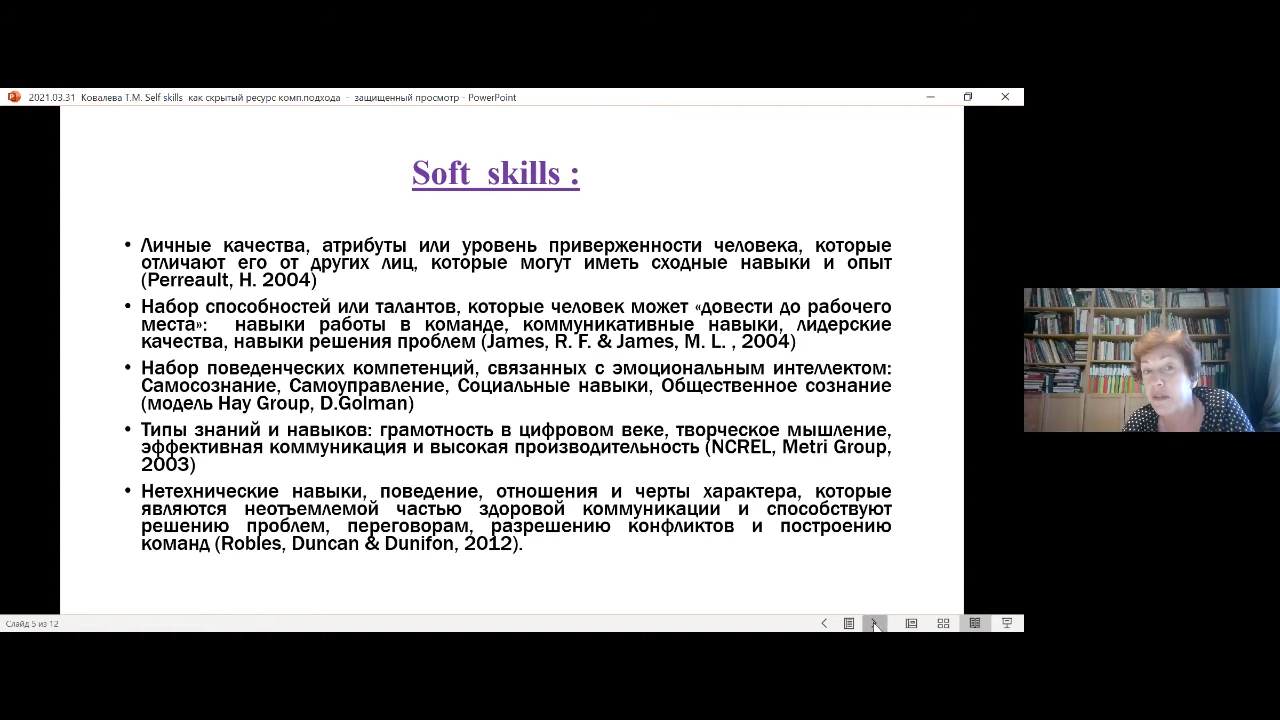 2021.03.31 Ковалева Т.М. Self skills как скрытый ресурс комп.подхода - защищенный просмотр - PowerPoint
Soft skills :
• Личные качества, атрибуты или уровень приверженности человека, которые
отличают его от других лиц, которые могут иметь сходные навыки и опыт
(Perreault, H. 2004)
• Набор способностей или талантов, которые человек может «довести до рабочего
места»: навыки работы в команде, коммуникативные навыки, лидерские
качества, навыки решения проблем (James, R. F. & James, M. L. , 2004)
• Набор поведенческих компетенций, связанных с эмоциональным интеллектом:
Самосознание, Самоуправление, Социальные навыки, Общественное сознание
(модель Hay Group, D.Golman)
• Типы знаний и навыков: грамотность в цифровом веке, творческое мышление,
эффективная коммуникация и высокая производительность (NCREL, Metri Group,
2003)
• Нетехнические навыки, поведение, отношения и черты характера, которые
являются неотъемлемой частью здоровой коммуникации и способствуют
решению проблем, переговорам, разрешению конфликтов и построению
команд (Robles, Duncan & Dunifon, 2012).
Слайд 5 из 12